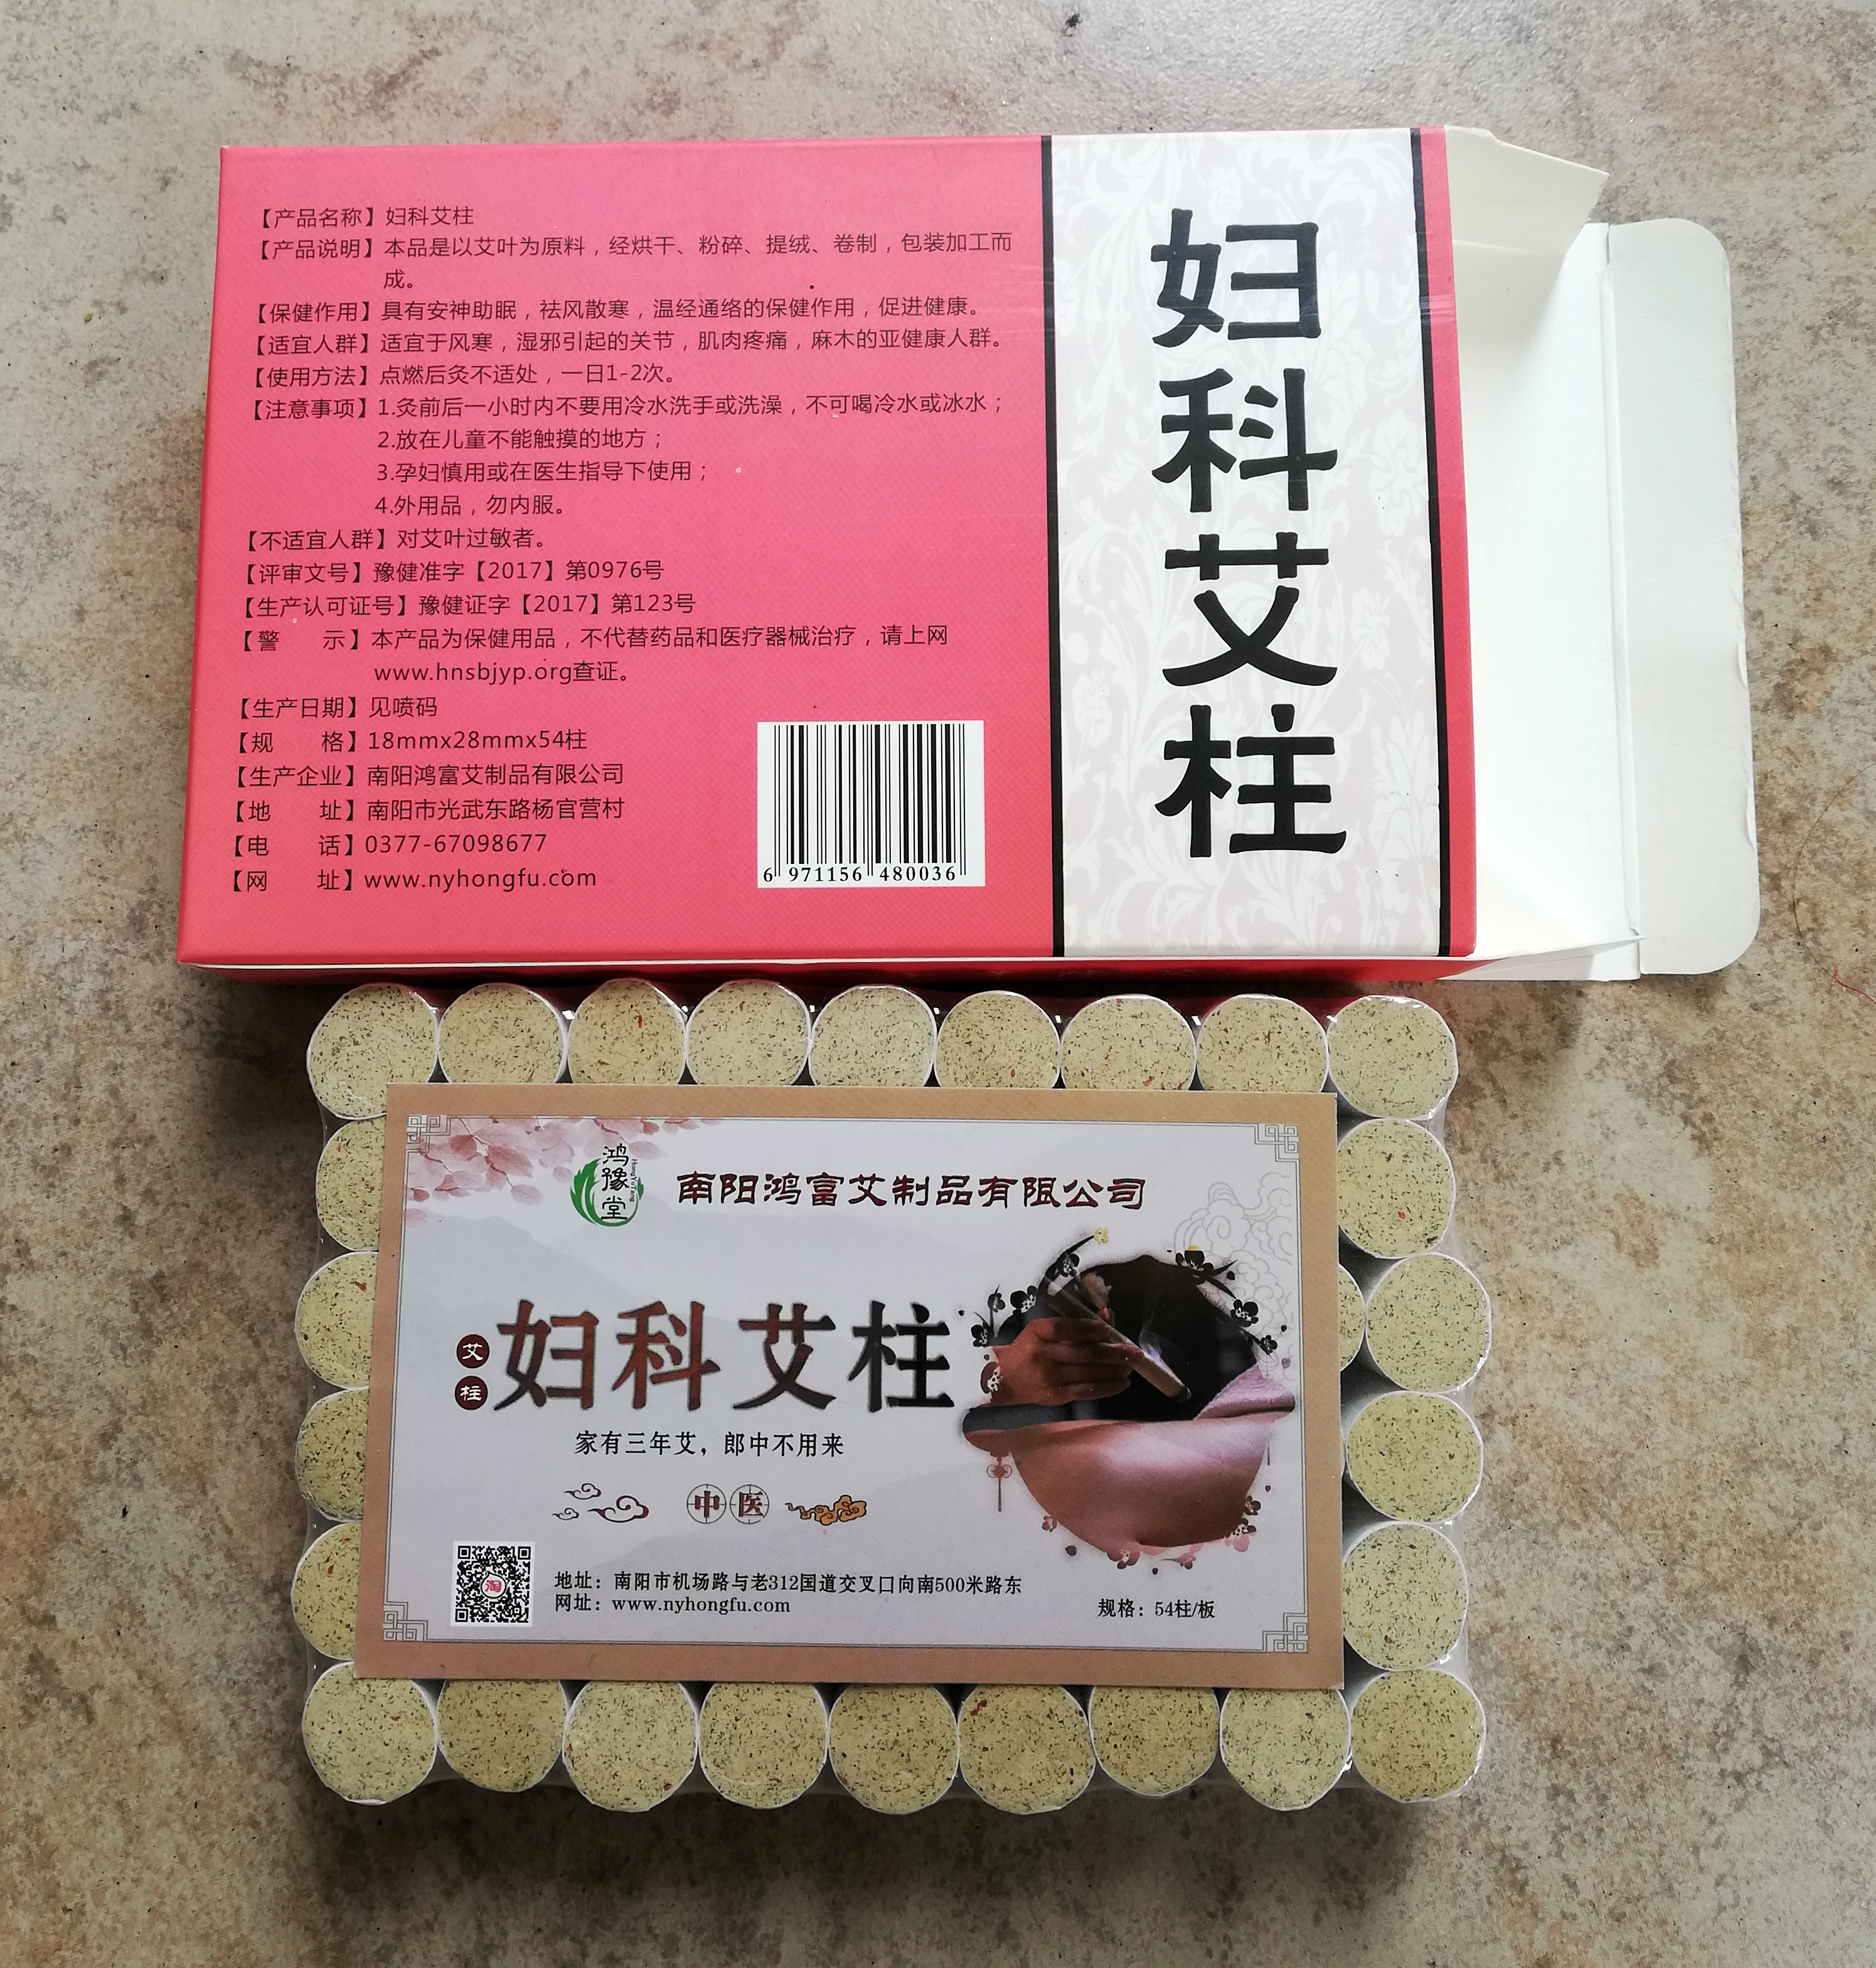 【产品名称】妇科艾柱
【产品说明】本品是以艾叶为原料，经烘干、粉碎、提绒、卷制，包装加工而
成。
【保健作用】具有安神助眠，祛风散寒，温经通络的保健作用，促进健康。
【适宜人群】适宜于风寒，湿邪引起的关节，肌肉疼痛，麻木的亚健康人群。
【使用方法】点燃后灸不适处，一日1-2次。
【注意事项】1.灸前后一小时内不要用冷水洗手或洗澡，不可喝冷水或冰水；
2.放在儿童不能触摸的地方；
3.孕妇慎用或在医生指导下使用；
4.外用品，勿内服。
【不适宜人群】对艾叶过敏者。
【评审文号】豫健准字【2017】第0976号
【生产认可证号】豫健证字【2017】第123号
【警 示】本产品为保健用品，不代替药品和医疗器械治疗，请上网
www.hnsbjyp.org查证。
【生产日期】见喷码
【规 格】18mmx28mmx54柱
【生产企业】南阳鸿富艾制品有限公司
【地 址】南阳市光武东路杨官营村
【电 话】0377-67098677
【网 址】www.nyhongfu.com
6 971156 480036
妇科艾柱
鸿豫堂
南阳鸿富艾制品有限公司
艾柱
妇科艾柱
家有三年艾，郎中不用来
中医
淘
地址：南阳市机场路与老312国道交叉口向南500米路东
网址：www.nyhongfu.com
规格：54柱/板